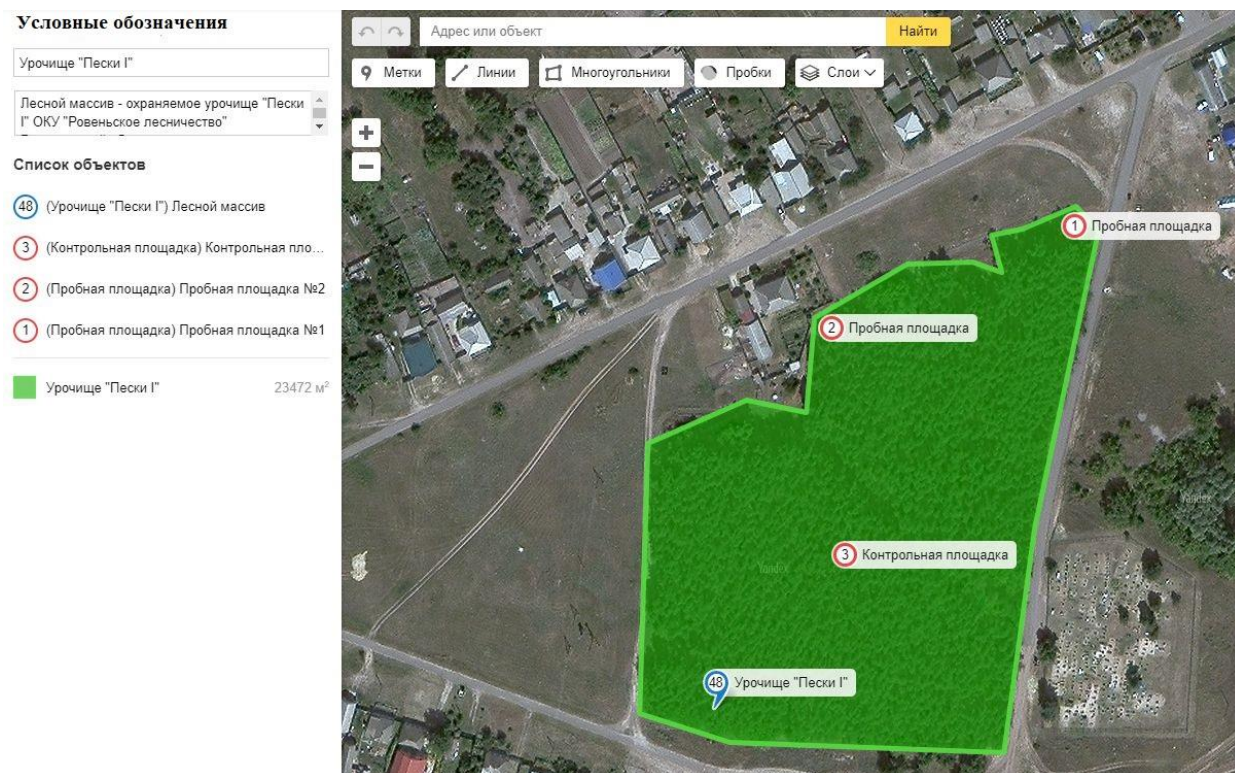 Условные обозначения
Урочище "Пески I"
Лесной массив - охраняемое урочище "Пески
I" ОКУ "Ровеньское лесничество"
Список объектов
48 (Урочище "Пески I") Лесной массив
3 (Контрольная площадка) Контрольная пло...
2 (Пробная площадка) Пробная площадка №2
1 (Пробная площадка) Пробная площадка №1
Урочище "Пески I" 23472 м²
Адрес или объект Найти
Метки Линии Многоугольники Пробки Слои
+
−
1 Пробная площадка
2 Пробная площадка
3 Контрольная площадка
48 Урочище "Пески I"
Yandex
Yandex